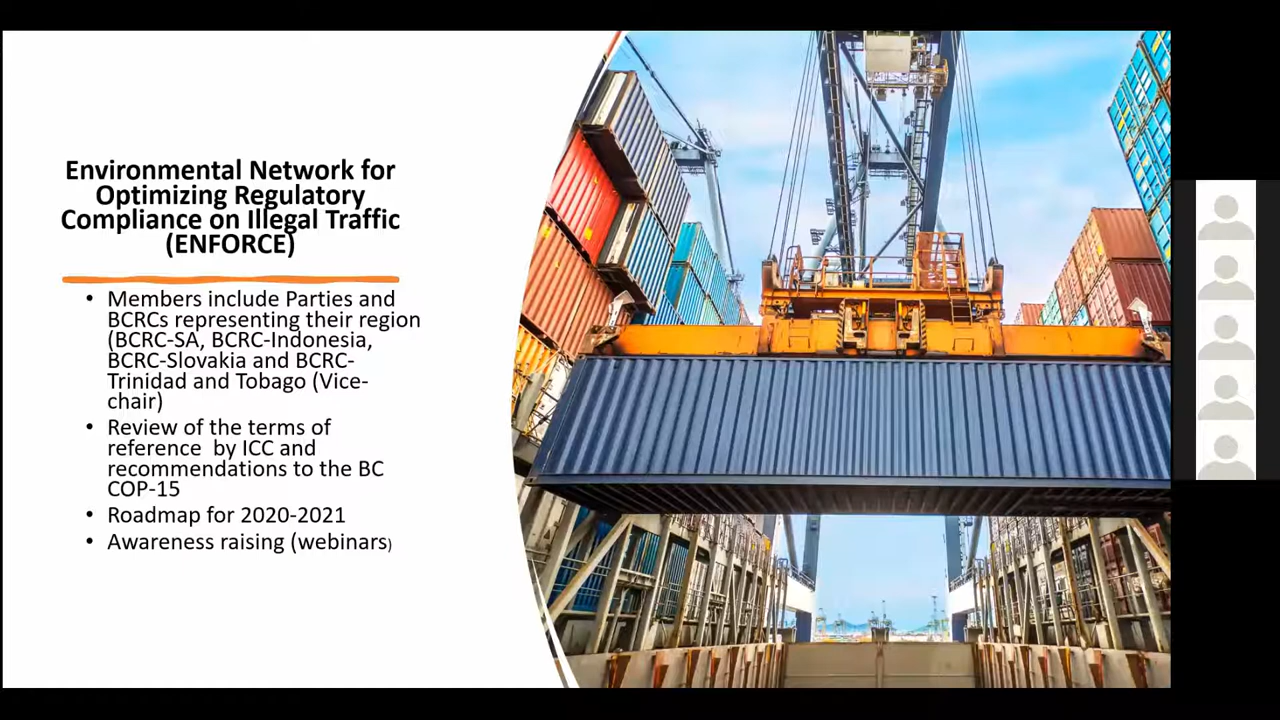 Environmental Network for
Optimizing Regulatory
Compliance on Illegal Traffic
(ENFORCE)
• Members include Parties and
BCRCs representing their region
(BCRC-SA, BCRC-Indonesia,
BCRC-Slovakia and BCRC-
Trinidad and Tobago (Vice-
chair)
• Review of the terms of
reference  by ICC and
recommendations to the BC
COP-15
• Roadmap for 2020-2021
• Awareness raising (webinars)